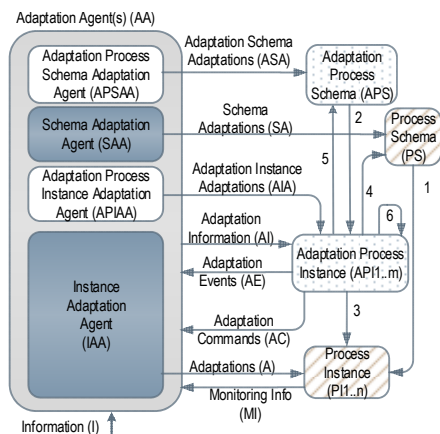 Adaptation Agent(s) (AA)
Adaptation Process
Schema Adaptation
Agent (APSAA)
Schema Adaptation
Agent (SAA)
Adaptation Process
Instance Adaptation
Agent (APIAA)
Instance
Adaptation
Agent
(IAA)
Information (I)
Adaptation Schema
Adaptations (ASA)
Schema
Adaptations (SA)
Adaptation Instance
Adaptations (AIA)
Adaptation
Information (AI)
Adaptation
Events (AE)
Adaptation
Commands (AC)
Adaptations (A)
Monitoring Info
(MI)
Adaptation
Process
Schema (APS)
Process
Schema
(PS)
2
5
4
1
6
Adaptation Process
Instance (API1..m)
3
Process
Instance
(PI1..n)